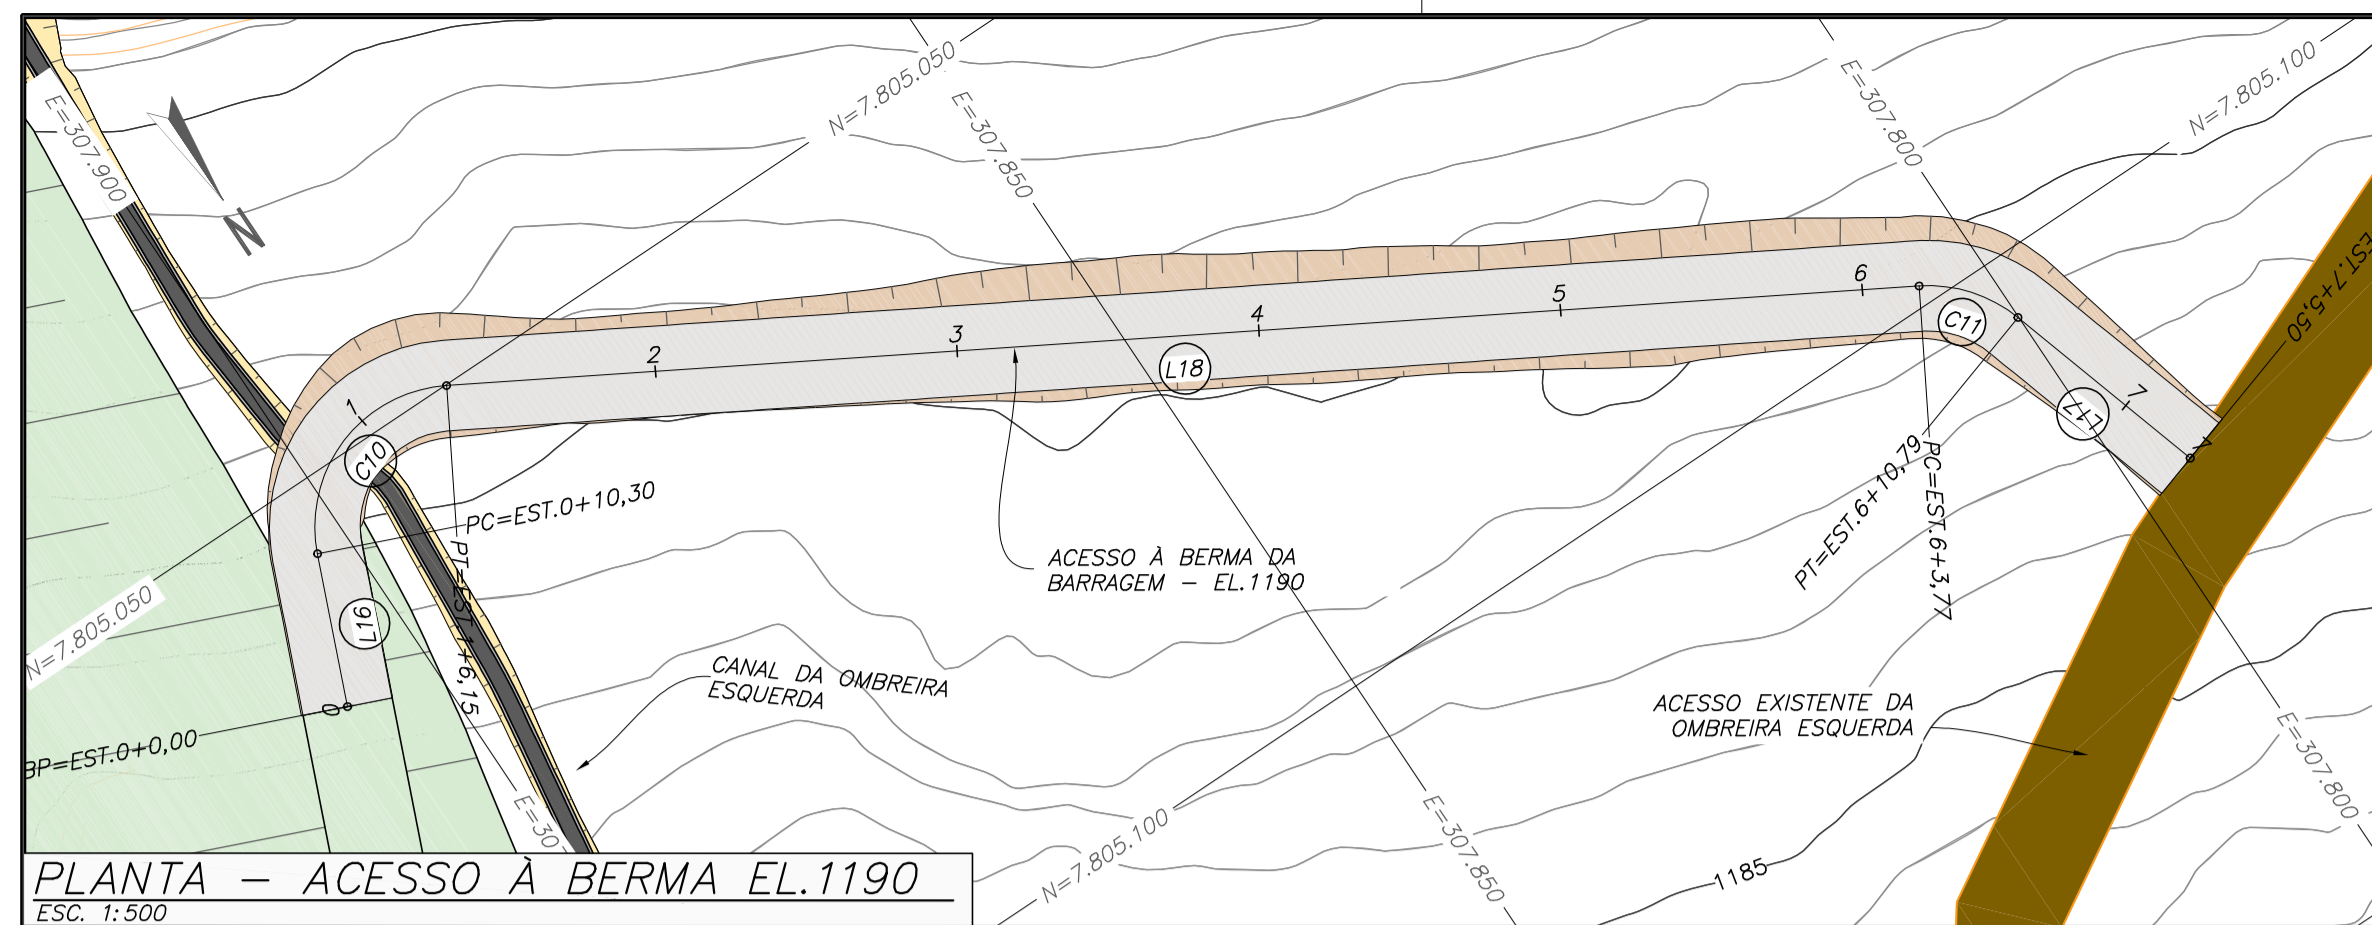 N=7.805.050
E=307.850
E=307.800
N=7.805.100
E=307.900
N
EST.7+5,50
1
2
3
4
5
6
7
7
C10
L18
C11
L17
PC=EST.0+10,30
PT=EST.1+6,15
PT=EST.6+10,79
PC=EST.6+3,77
ACESSO À BERMA DA
BARRAGEM – EL.1190
N=7.805.050
L16
CANAL DA OMBREIRA
ESQUERDA
ACESSO EXISTENTE DA
OMBREIRA ESQUERDA
0
BP=EST.0+0,00
E=307
E=307.850
E=307.800
N=7.805.100
1185
PLANTA – ACESSO À BERMA EL.1190
ESC. 1:500